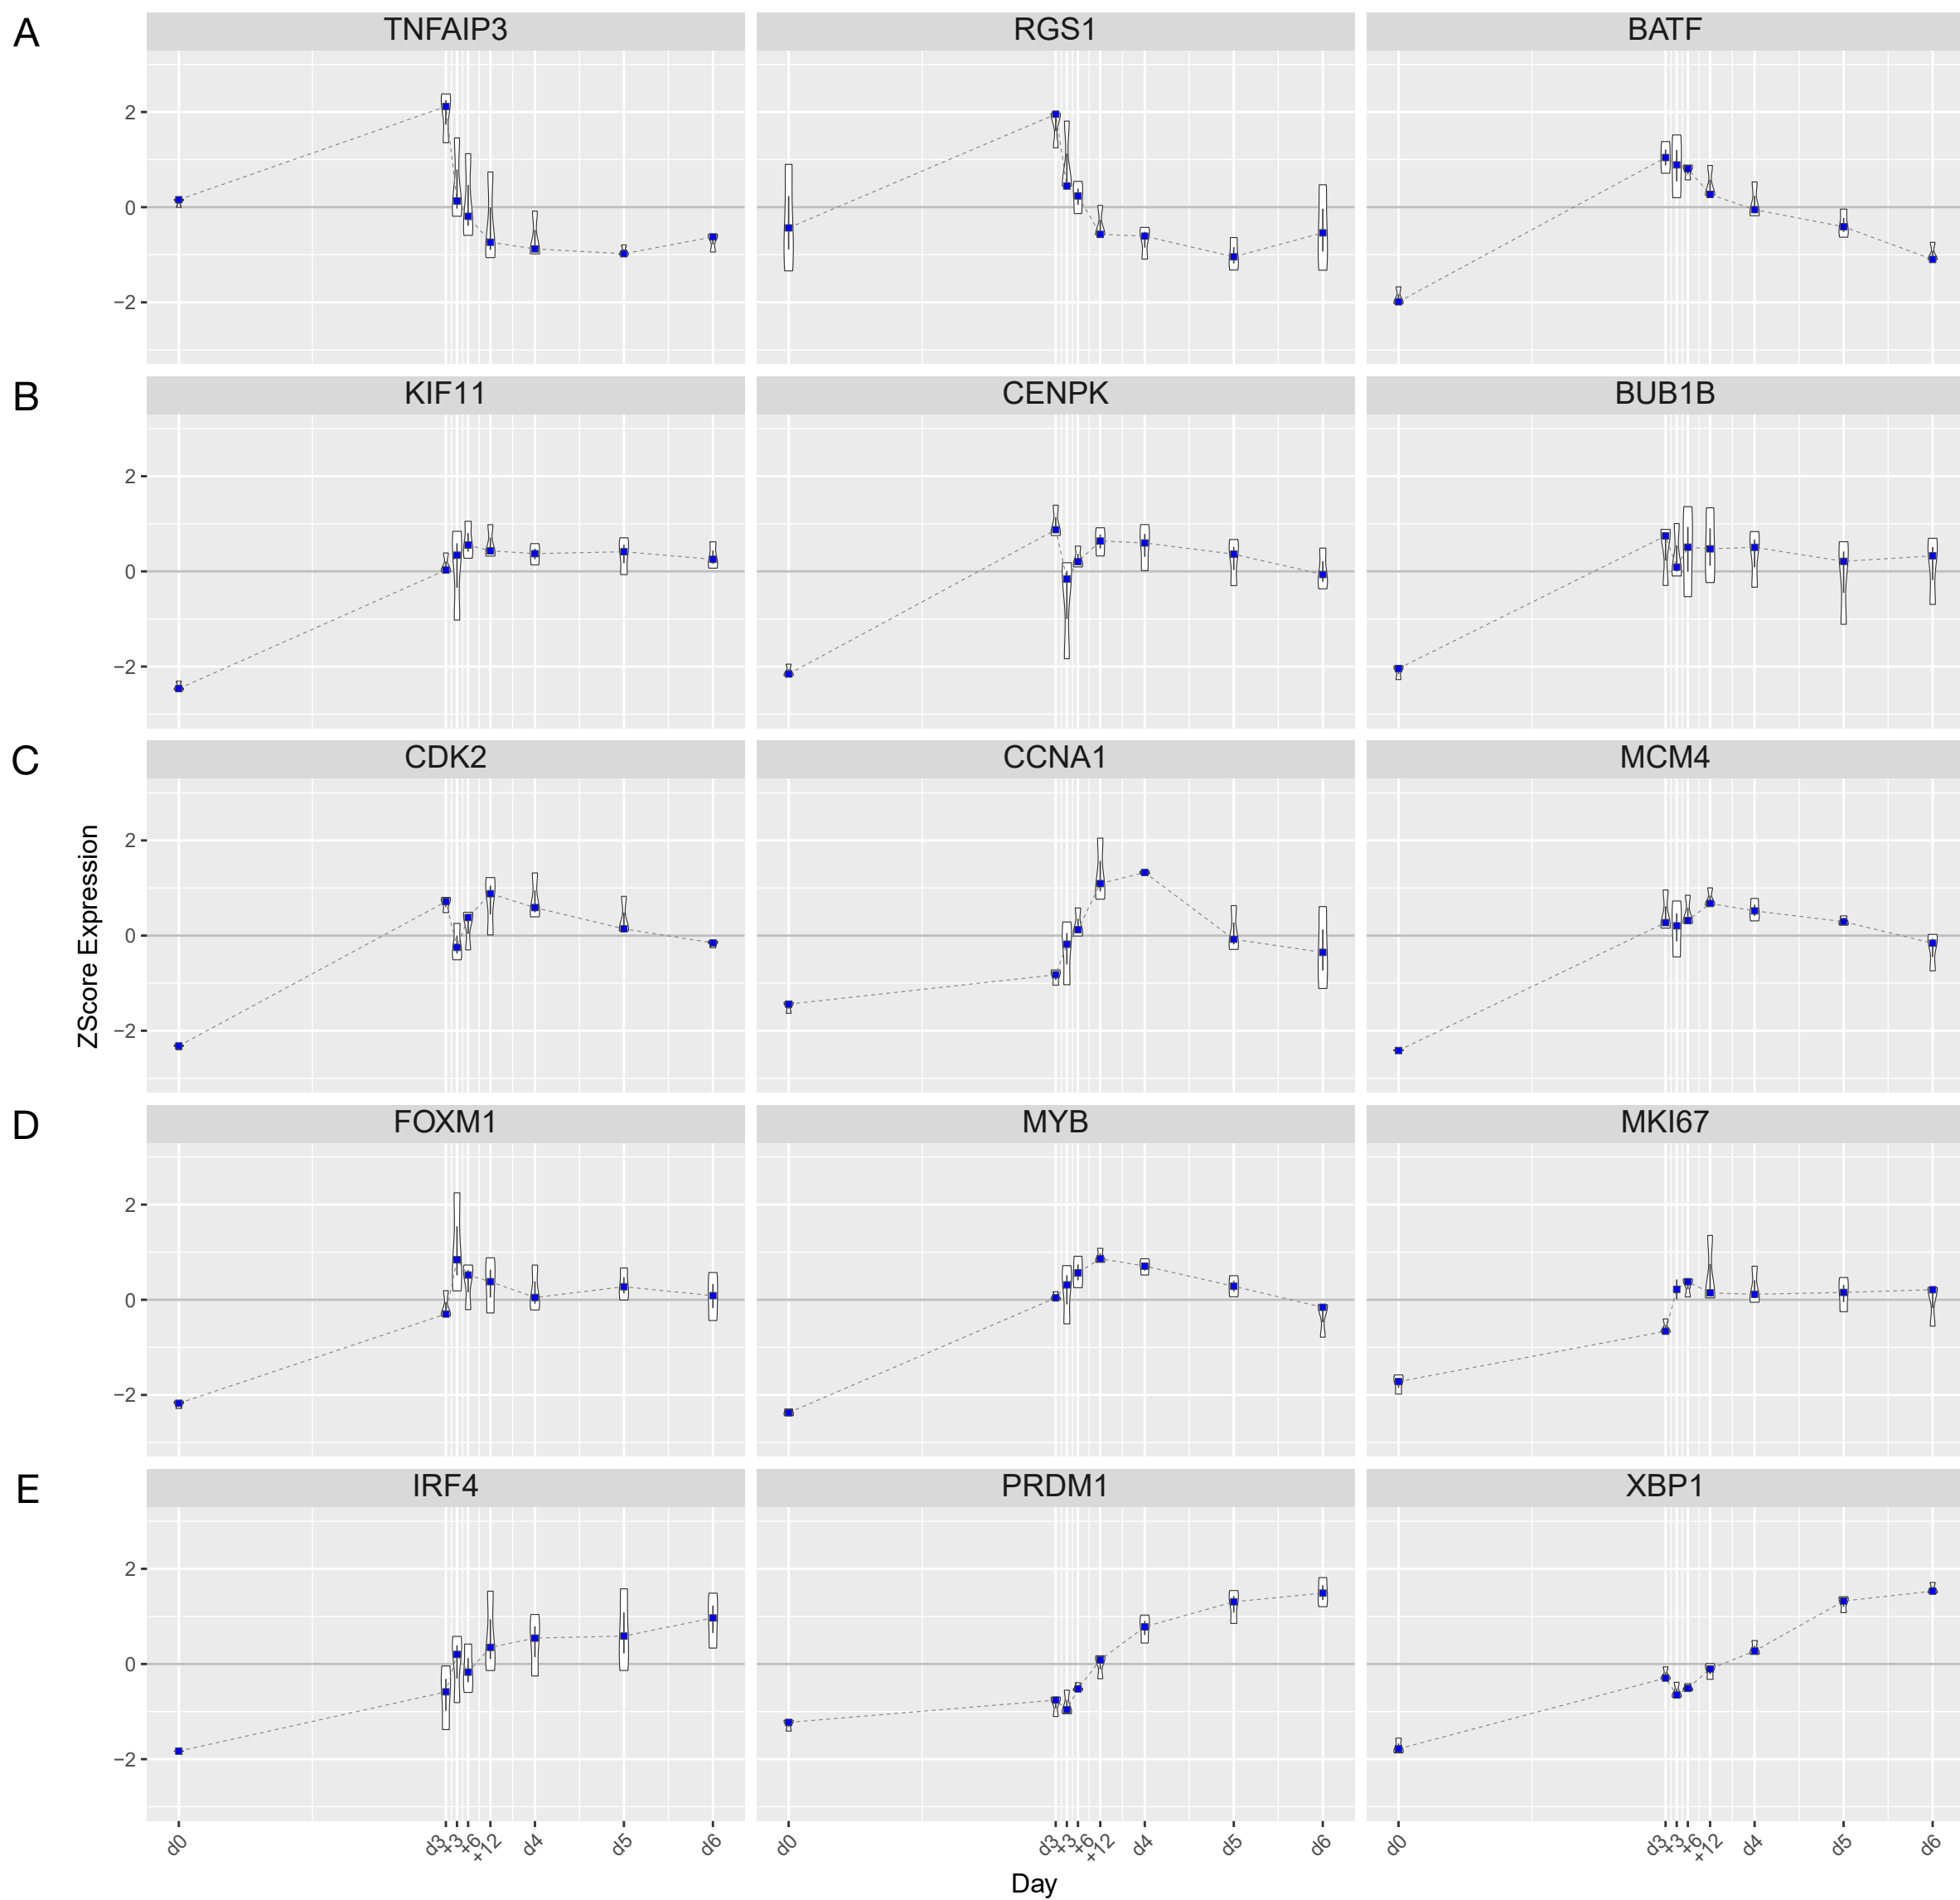 A
TNFAIP3 RGS1 BATF
2
0
−2
B
KIF11 CENPK BUB1B
2
0
−2
C
CDK2 CCNA1 MCM4
2
0
−2
D
FOXM1 MYB MKI67
2
0
−2
E
IRF4 PRDM1 XBP1
2
0
−2
ZScore Expression
d0 d3 +3 +6 +12 d4 d5 d6 d0 d3 +3 +6 +12 d4 d5 d6 d0 d3 +3 +6 +12 d4 d5 d6
Day